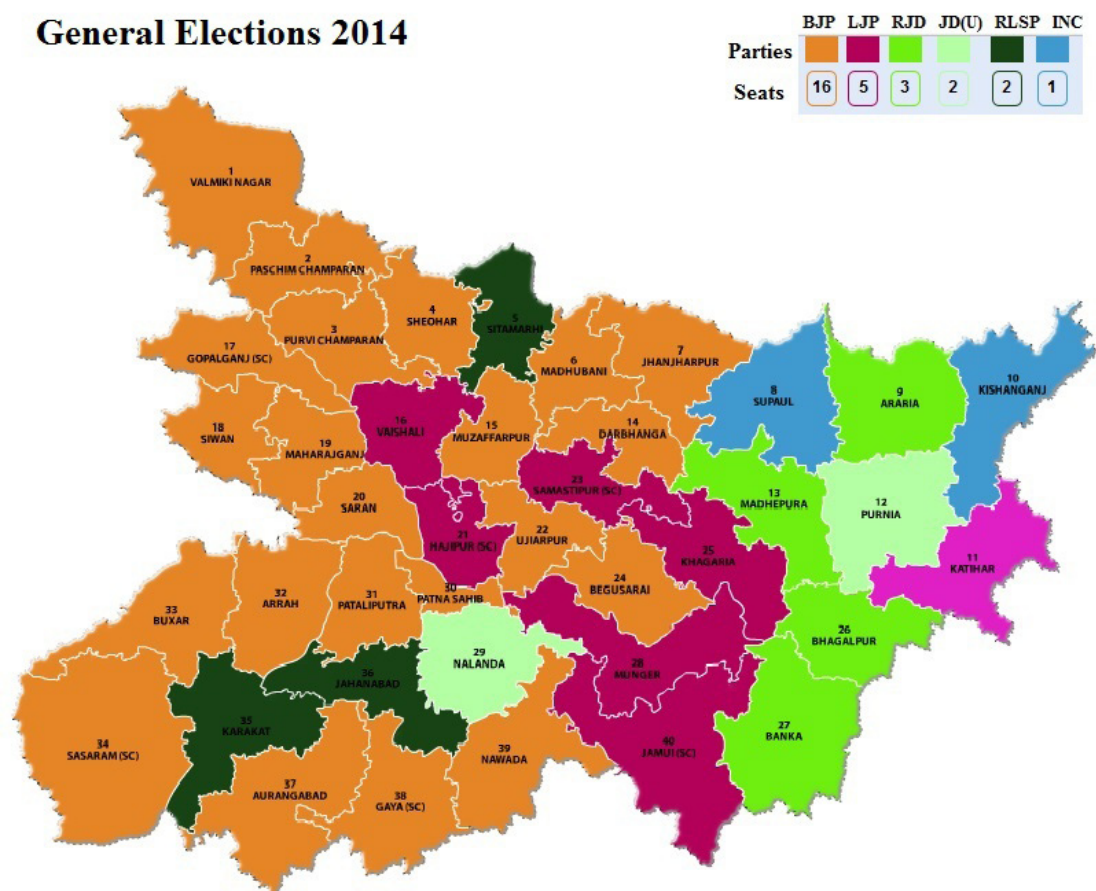 General Elections 2014
BJP LJP RJD JD(U) RLSP INC
Parties
Seats 16 5 3 2 2 1
1
VALMIKI NAGAR
2
PASCHIM CHAMPARAN
3
PURVI CHAMPARAN
4
SHEOHAR
5
SITAMARHI
6
MADHUBANI
7
JHANJHARPUR
8
SUPAUL
9
ARARIA
10
KISHANGANJ
11
KATIHAR
12
PURNIA
13
MADHEPURA
14
DARBHANGA
15
MUZAFFARPUR
16
VAISHALI
17
GOPALGANJ (SC)
18
SIWAN
19
MAHARAJGANJ
20
SARAN
21
HAJIPUR (SC)
22
UJIARPUR
23
SAMASTIPUR (SC)
24
BEGUSARAI
25
KHAGARIA
26
BHAGALPUR
27
BANKA
28
MUNGER
29
NALANDA
30
PATNA SAHIB
31
PATALIPUTRA
32
ARRAH
33
BUXAR
34
SASARAM (SC)
35
KARAKAT
36
JAHANABAD
37
AURANGABAD
38
GAYA (SC)
39
NAWADA
40
JAMUI (SC)